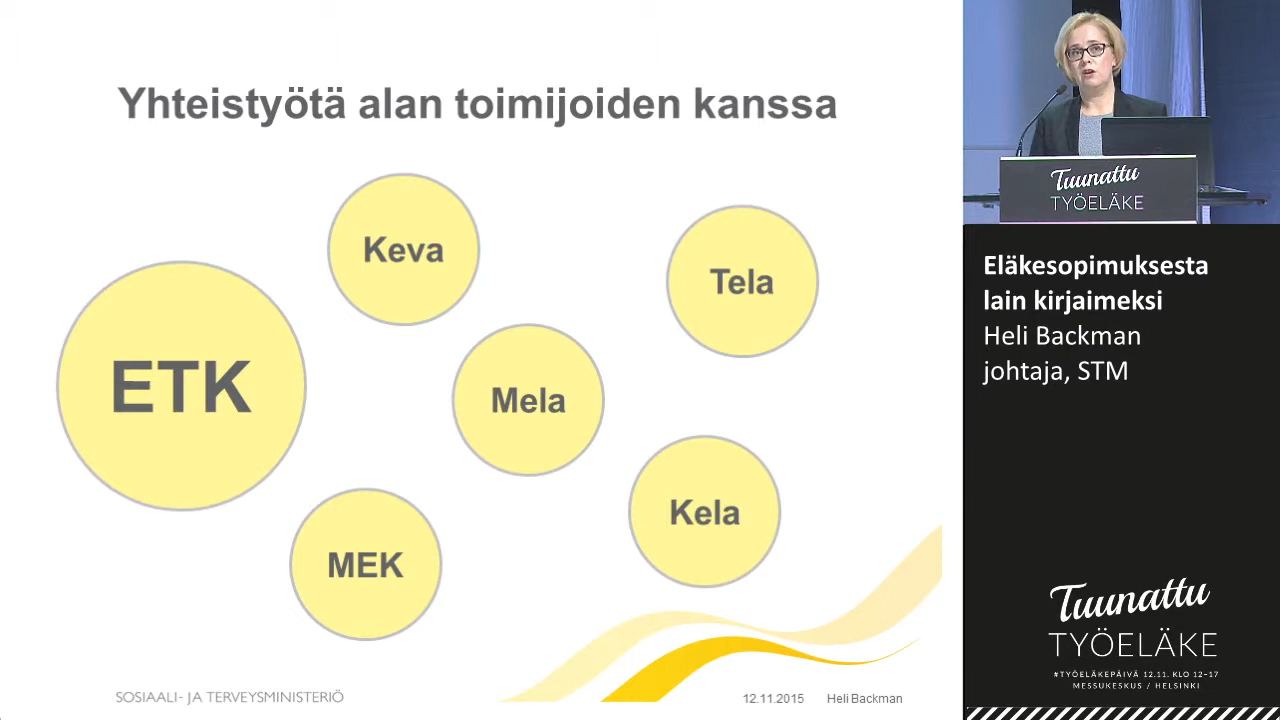 Yhteistyötä alan toimijoiden kanssa
Keva
Tela
ETK
Mela
Kela
MEK
SOSIAALI- JA TERVEYSMINISTERIÖ
12.11.2015
Heli Backman
Tuunattu
TYÖELÄKE
Eläkesopimuksesta
lain kirjaimeksi
Heli Backman
johtaja, STM
Tuunattu
TYÖELÄKE
#TYÖELÄKEPÄIVÄ 12.11. KLO 12–17
MESSUKESKUS / HELSINKI